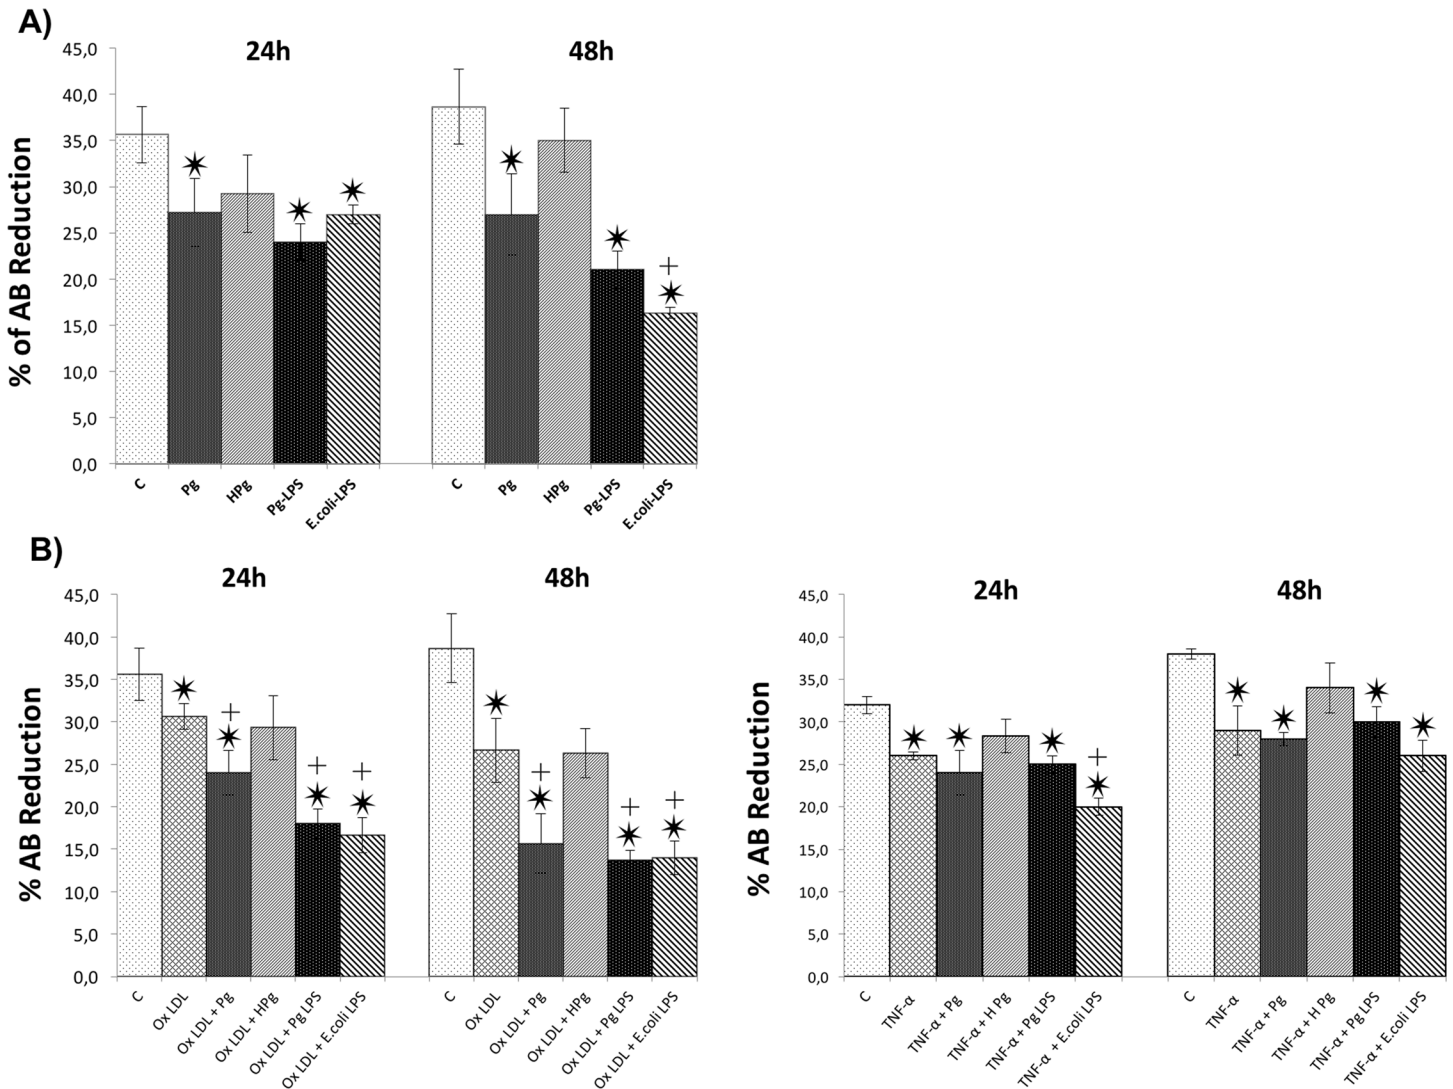 A)
24h
48h
% of AB Reduction
45,0
40,0
35,0
30,0
25,0
20,0
15,0
10,0
5,0
0,0
C
Pg
HPg
Pg-LPS
E.coli-LPS
C
Pg
HPg
Pg-LPS
E.coli-LPS
B)
24h
48h
% AB Reduction
45,0
40,0
35,0
30,0
25,0
20,0
15,0
10,0
5,0
0,0
C
Ox LDL
Ox LDL + Pg
Ox LDL + HPg
Ox LDL + Pg LPS
Ox LDL + E.coli LPS
C
Ox LDL
Ox LDL + Pg
Ox LDL + HPg
Ox LDL + Pg LPS
Ox LDL + E.coli LPS
24h
48h
% AB Reduction
45,0
40,0
35,0
30,0
25,0
20,0
15,0
10,0
5,0
0,0
C
TNF-α
TNF-α + Pg
TNF-α + H Pg
TNF-α + Pg LPS
TNF-α + E.coli LPS
C
TNF-α
TNF-α + Pg
TNF-α + H Pg
TNF-α + Pg LPS
TNF-α + E.coli LPS